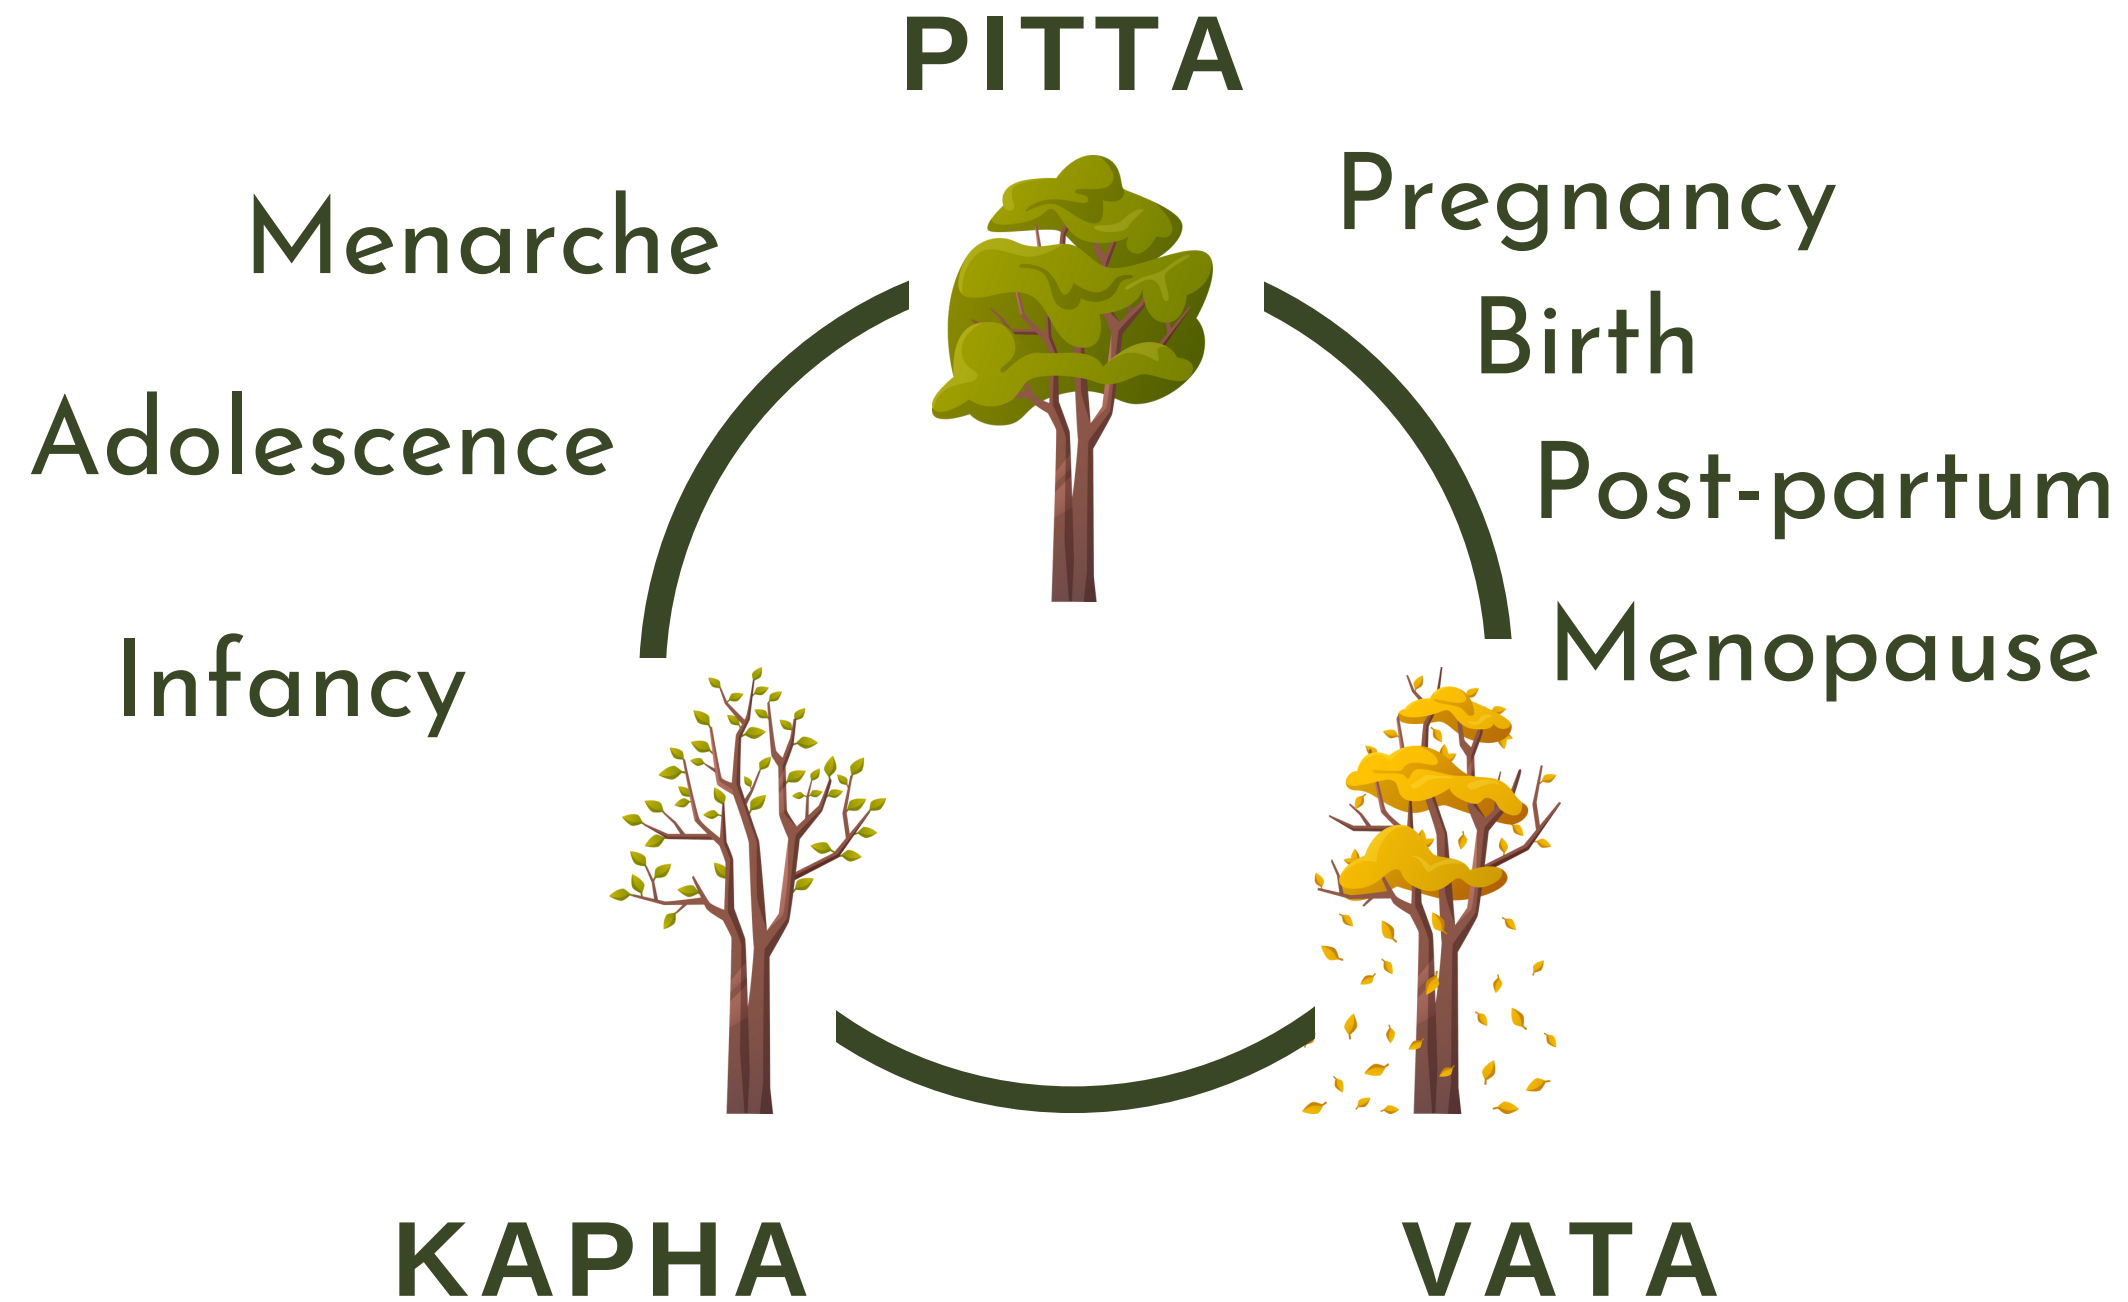 PITTA
Menarche
Adolescence
Infancy
Pregnancy
Birth
Post-partum
Menopause
KAPHA
VATA